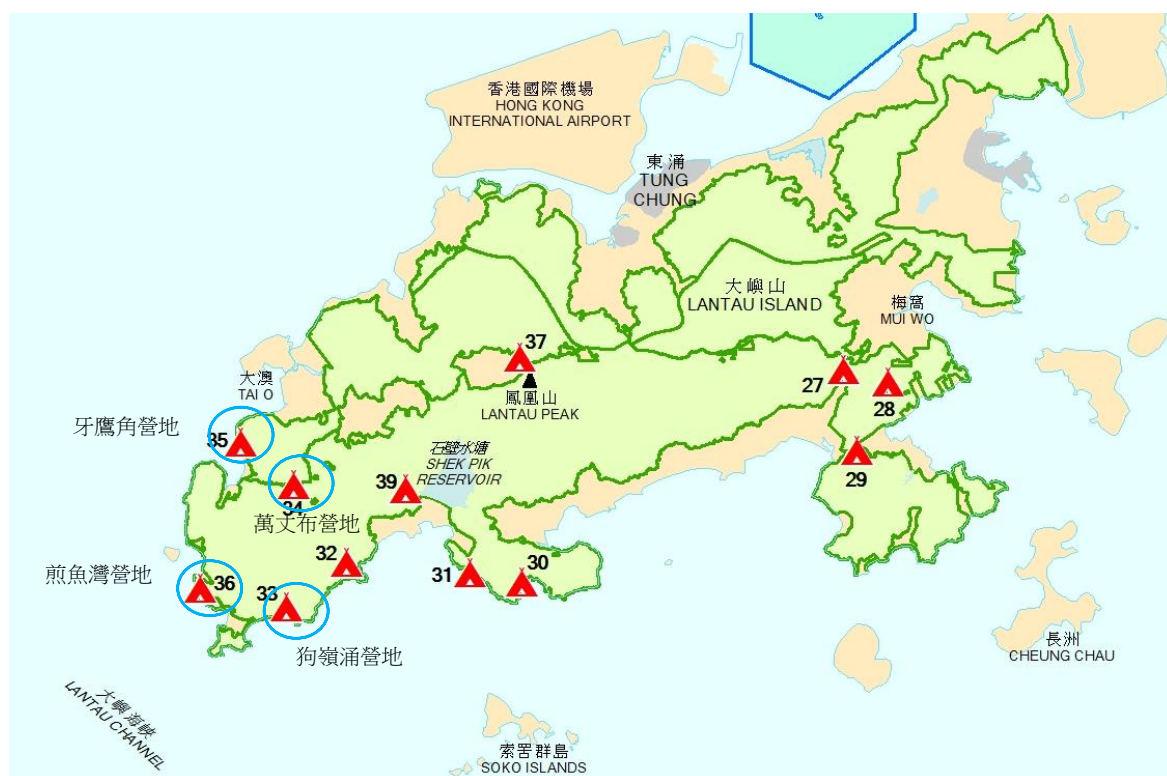 香港國際機場
HONG KONG
INTERNATIONAL AIRPORT
東涌
TUNG
CHUNG
大嶼山
LANTAU ISLAND
梅窩
MUI WO
37
27
28
鳳凰山
LANTAU PEAK
大澳
TAI O
牙鷹角營地
35
石壁水塘
SHEK PIK
RESERVOIR
29
39
34
萬丈布營地
32
31
30
煎魚灣營地
36
33
狗嶺涌營地
長洲
CHEUNG CHAU
大嶼海峽
LANTAU CHANNEL
索罟群島
SOKO ISLANDS